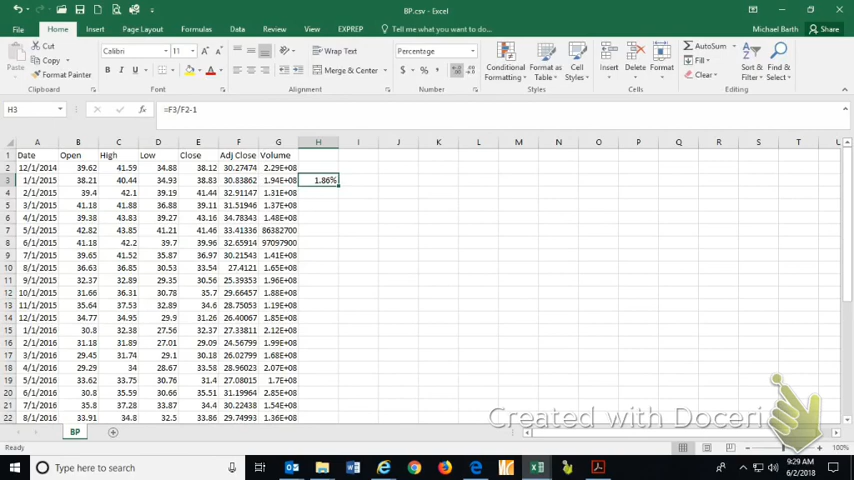 BP.csv - Excel
File Home Insert Page Layout Formulas Data Review View EXPREP Tell me what you want to do... Michael Barth Share
Cut Calibri 11 A A Wrap Text Percentage AutoSum
Copy Fill
Paste Format Painter B I U Merge & Center $ % , Conditional Formatting Format as Table Cell Styles Insert Delete Format Clear Sort & Filter Find & Select
Clipboard Font Alignment Number Styles Cells Editing
H3 fx =F3/F2-1
A B C D E F G H I J K L M N O P Q R S T U
1 Date Open High Low Close Adj Close Volume
2 12/1/2014 39.62 41.59 34.88 38.12 30.27474 2.29E+08
3 1/1/2015 38.21 40.44 34.93 38.83 30.83862 1.94E+08 1.86%
4 2/1/2015 39.4 42.1 39.19 41.44 32.91147 1.31E+08
5 3/1/2015 41.18 41.88 36.88 39.11 31.51946 1.37E+08
6 4/1/2015 39.38 43.83 39.27 43.16 34.78343 1.48E+08
7 5/1/2015 42.82 43.85 41.21 41.46 33.41336 86382700
8 6/1/2015 41.18 42.2 39.7 39.96 32.65914 97097900
9 7/1/2015 39.65 41.52 35.87 36.97 30.21543 1.41E+08
10 8/1/2015 36.63 36.85 30.53 33.54 27.4121 1.65E+08
11 9/1/2015 32.37 32.89 29.35 30.56 25.39353 1.45E+08
12 10/1/2015 31.66 36.31 30.78 35.7 29.66457 1.88E+08
13 11/1/2015 35.64 37.53 32.89 34.6 28.75053 1.19E+08
14 12/1/2015 34.77 34.95 29.9 31.26 26.40067 1.85E+08
15 1/1/2016 30.8 32.38 27.56 32.37 27.33811 2.12E+08
16 2/1/2016 31.18 31.89 27.01 29.09 24.56799 1.99E+08
17 3/1/2016 29.45 31.74 29.1 30.18 26.02798 1.68E+08
18 4/1/2016 29.29 34 28.67 33.58 28.96023 2.07E+08
19 5/1/2016 33.62 33.75 30.76 31.4 27.08015 1.7E+08
20 6/1/2016 31.18 35.52 30.66 35.51 31.19964 2.85E+08
21 7/1/2016 35.8 37.28 33.87 34.4 30.22438 1.54E+08
22 8/1/2016 33.91 34.8 32.5 33.86 29.74993 1.36E+08
Created with Doceri
BP
Ready 100%
Type here to search 9:29 AM
6/2/2018